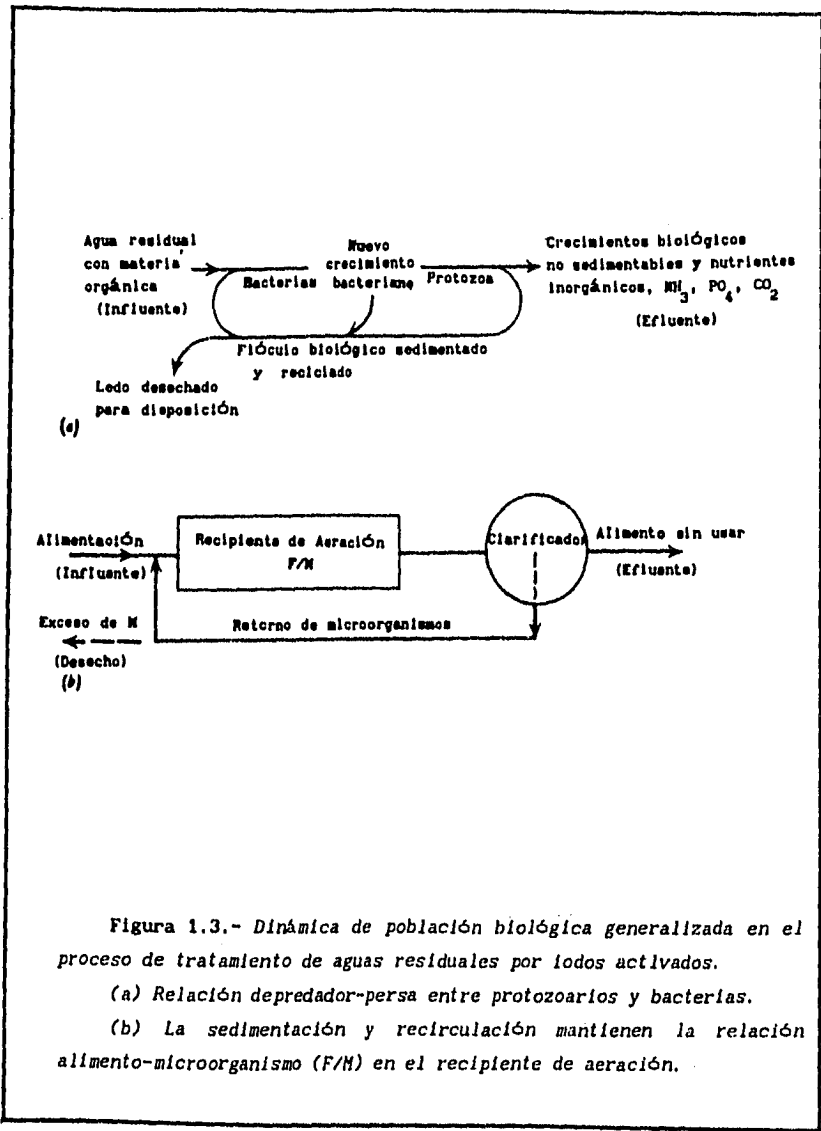 Agua residual
con materia
orgánica
(Influente)
Bacterias
Nuevo
crecimiento
bacteriano
Protozoa
Crecimientos biológicos
no sedimentables y nutrientes
inorgánicos, NH3, PO4, CO2
(Efluente)
Flóculo biológico sedimentado
y reciclado
Lodo desechado
para disposición
(a)
Alimentación
(Influente)
Recipiente de Aeración
F/M
Clarificador
Alimento sin usar
(Efluente)
Exceso de M
(Desecho)
Retorno de microorganismos
(b)
Figura 1.3.- Dinámica de población biológica generalizada en el
proceso de tratamiento de aguas residuales por lodos activados.
(a) Relación depredador-persa entre protozoarios y bacterias.
(b) La sedimentación y recirculación mantienen la relación
alimento-microorganismo (F/M) en el recipiente de aeración.